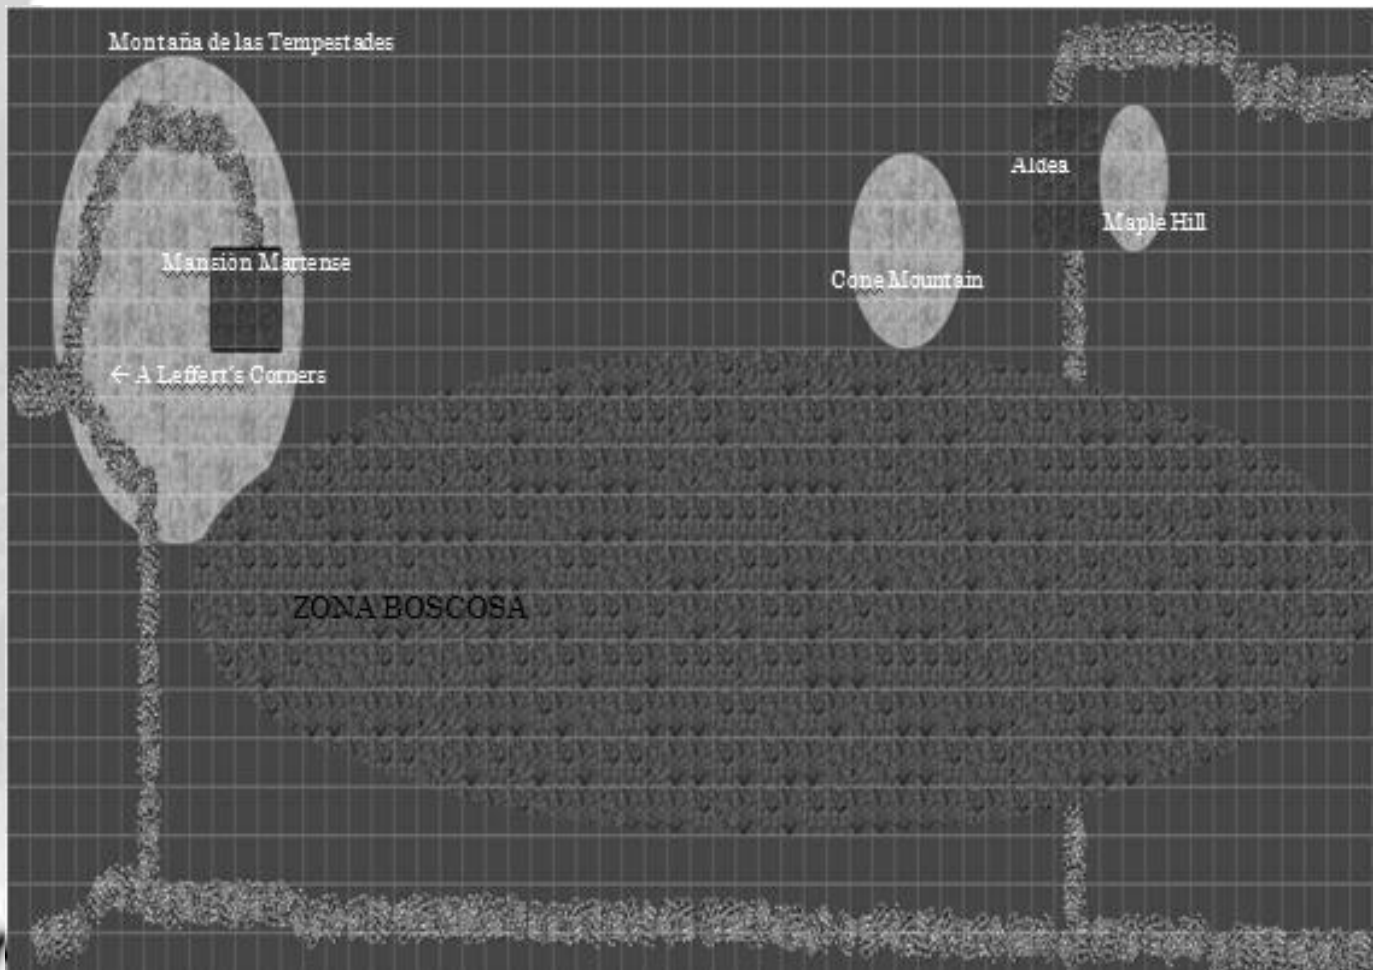 Montaña de las Tempestades
Aldea
Maple Hill
Mansión Martense
Cone Mountain
← A Leffert's Corners
ZONA BOSCOSA